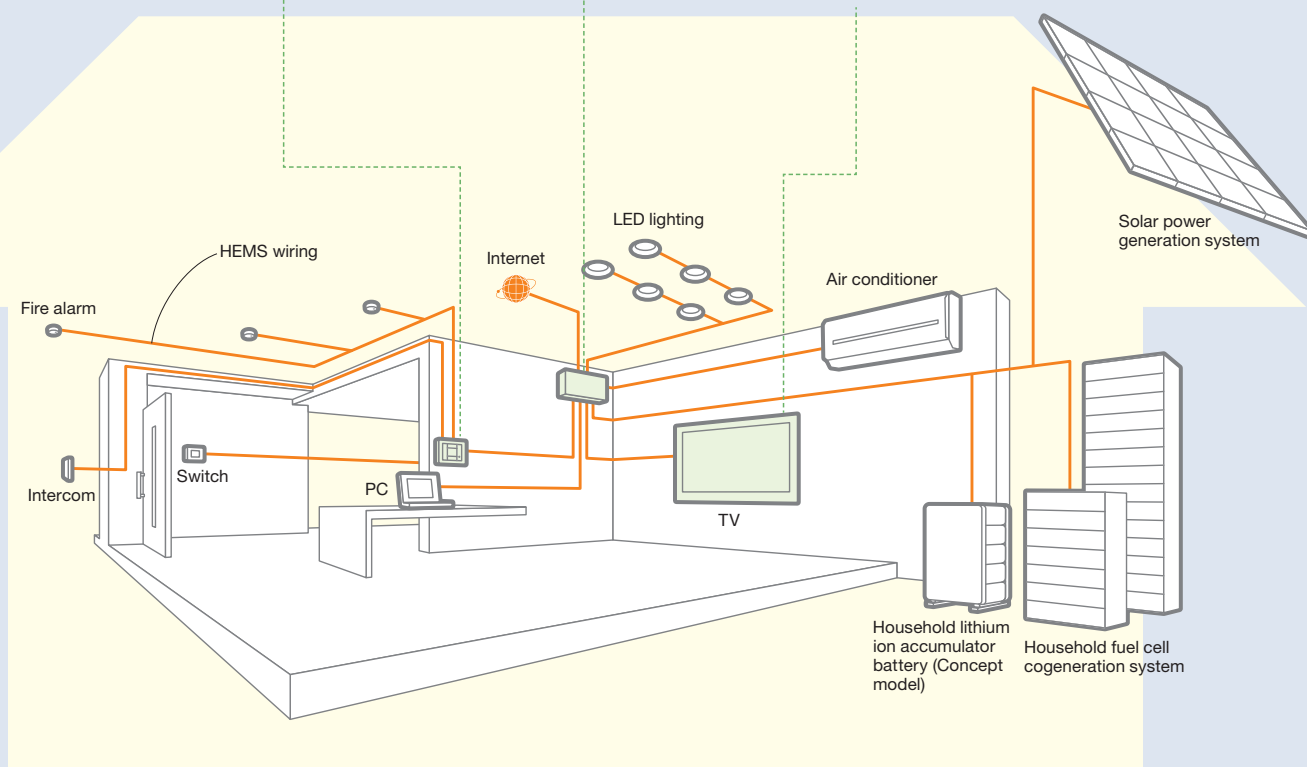 LED lighting
Solar power
generation system
HEMS wiring
Internet
Air conditioner
Fire alarm
Switch
Intercom
PC
TV
Household lithium
ion accumulator
battery (Concept
model)
Household fuel cell
cogeneration system